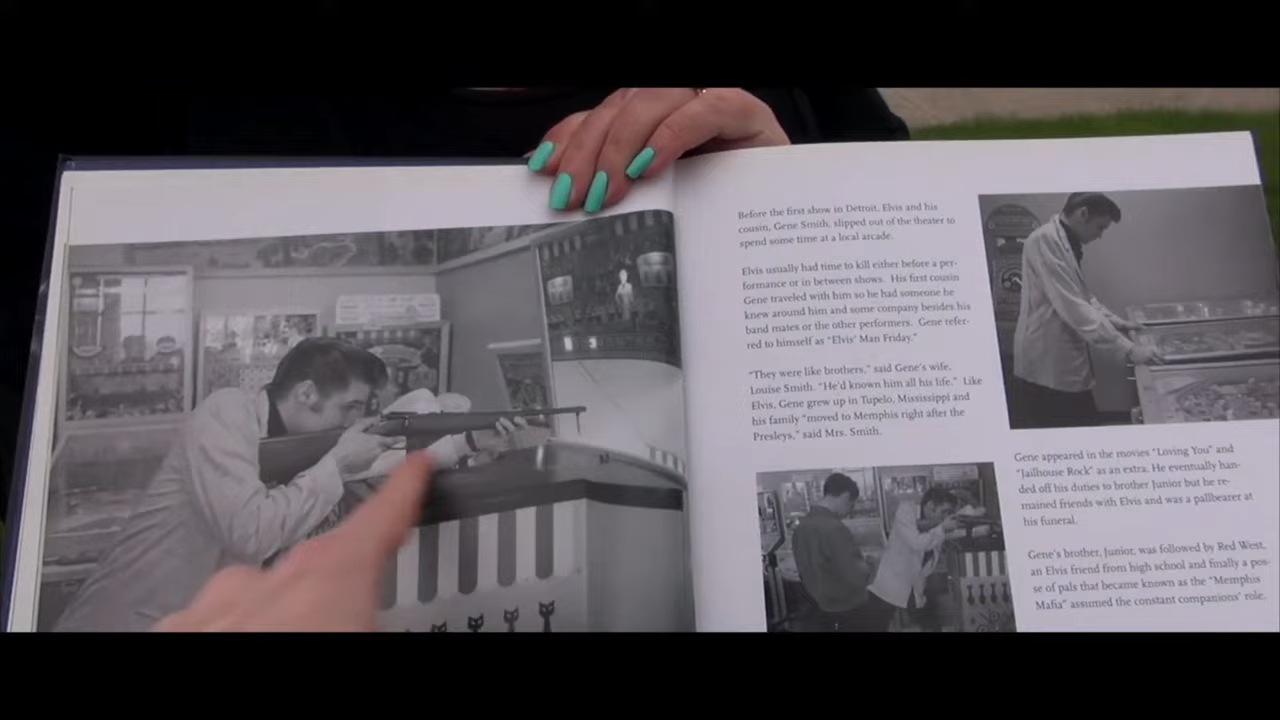 Before the first show in Detroit, Elvis and his
cousin, Gene Smith, slipped out of the theater to
spend some time at a local arcade.
Elvis usually had time to kill either before a per-
formance or in between shows. His first cousin
Gene traveled with him so he had someone he
knew around him and some company besides his
band mates or the other performers. Gene refer-
red to himself as "Elvis' Man Friday."
"They were like brothers," said Gene's wife,
Louise Smith. "He'd known him all his life." Like
Elvis, Gene grew up in Tupelo, Mississippi and
his family "moved to Memphis right after the
Presleys," said Mrs. Smith.
Gene appeared in the movies "Loving You" and
"Jailhouse Rock" as an extra. He eventually han-
ded off his duties to brother Junior but he re-
mained friends with Elvis and was a pallbearer at
his funeral.
Gene's brother, Junior, was followed by Red West,
an Elvis friend from high school and finally a pos-
se of pals that became known as the "Memphis
Mafia" assumed the constant companions' role.